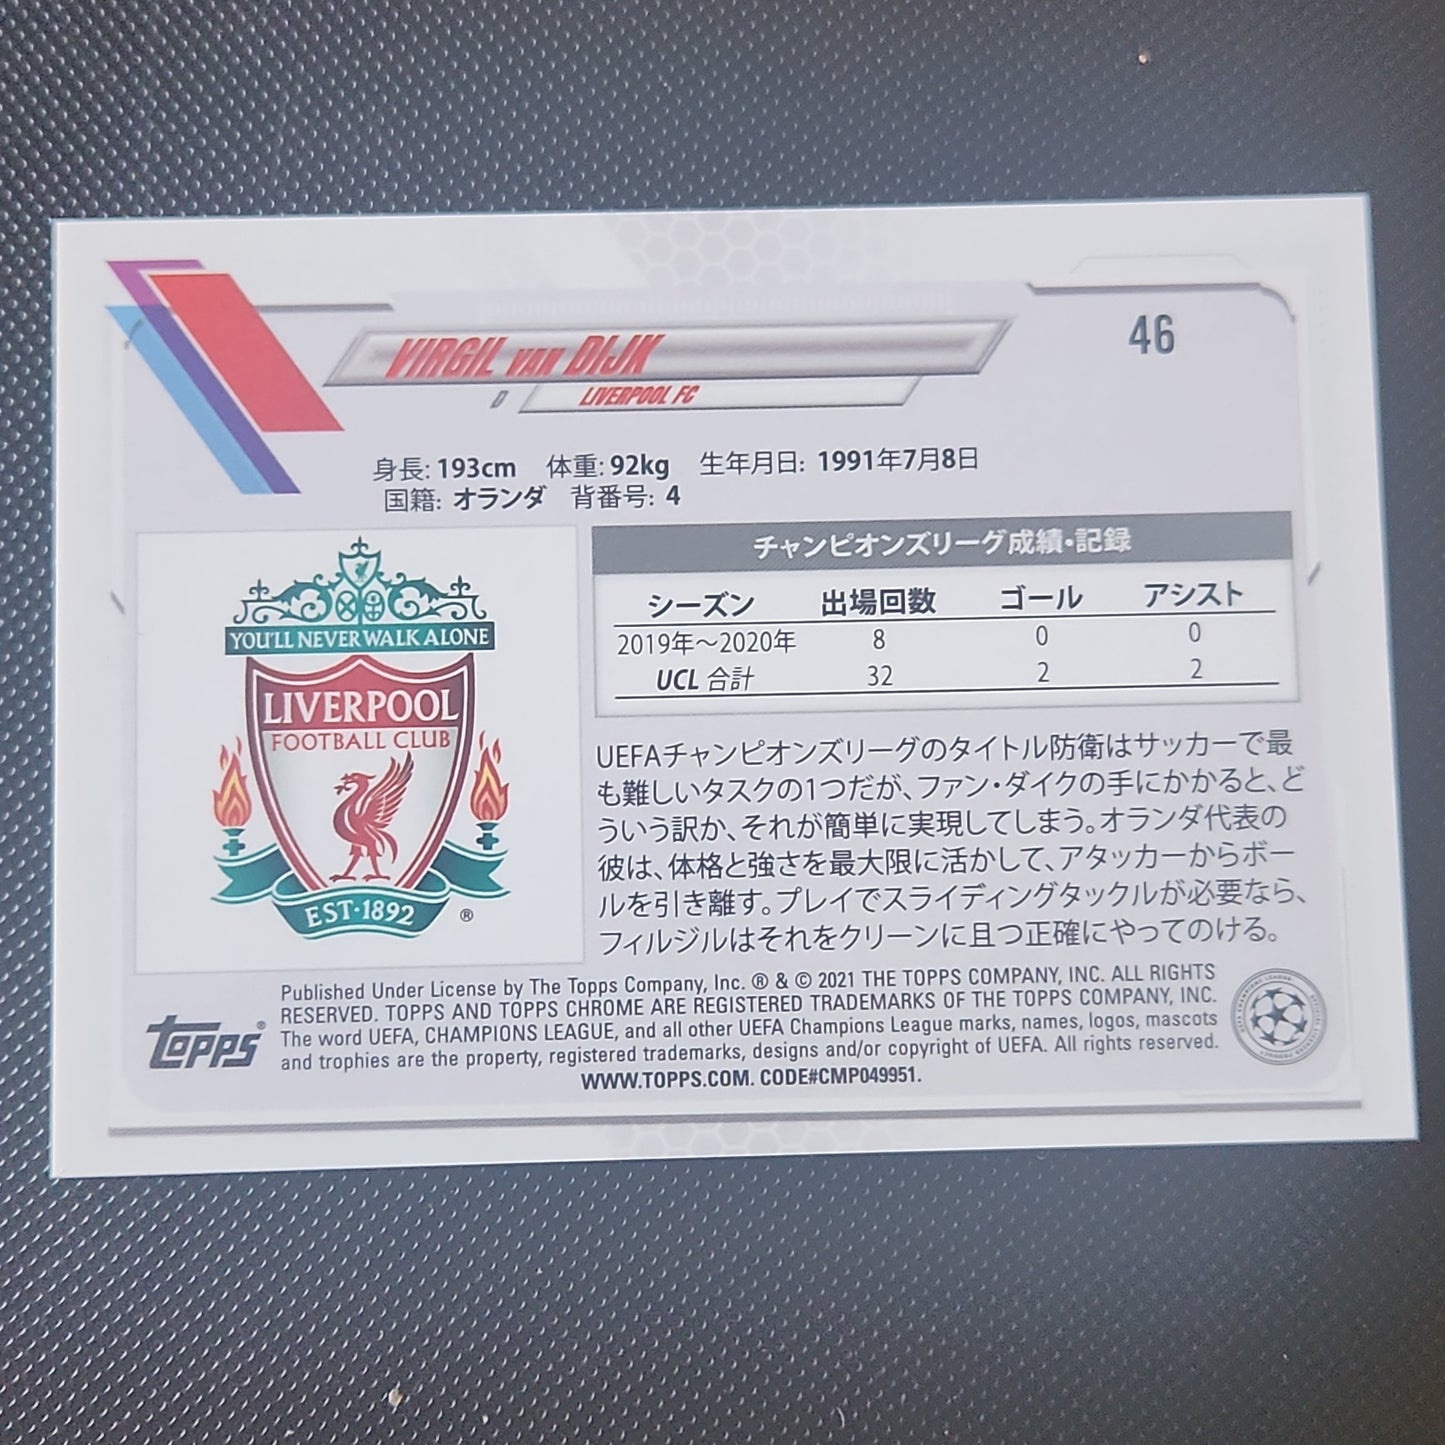 46
VIRGIL VAN DIJK
D LIVERPOOL FC
身長: 193cm 体重: 92kg 生年月日: 1991年7月8日
国籍: オランダ 背番号: 4
YOU'LL NEVER WALK ALONE
LIVERPOOL
FOOTBALL CLUB
EST·1892 ®
チャンピオンズリーグ成績・記録
シーズン 出場回数 ゴール アシスト
2019年〜2020年 8 0 0
UCL 合計 32 2 2
UEFAチャンピオンズリーグのタイトル防衛はサッカーで最
も難しいタスクの1つだが、ファン・ダイクの手にかかると、ど
ういう訳か、それが簡単に実現してしまう。オランダ代表の
彼は、体格と強さを最大限に活かして、アタッカーからボー
ルを引き離す。プレイでスライディングタックルが必要なら、
フィルジルはそれをクリーンに且つ正確にやってのける。
topps®
Published Under License by The Topps Company, Inc. ® & © 2021 THE TOPPS COMPANY, INC. ALL RIGHTS
RESERVED. TOPPS AND TOPPS CHROME ARE REGISTERED TRADEMARKS OF THE TOPPS COMPANY, INC.
The word UEFA, CHAMPIONS LEAGUE, and all other UEFA Champions League marks, names, logos, mascots
and trophies are the property, registered trademarks, designs and/or copyright of UEFA. All rights reserved.
WWW.TOPPS.COM. CODE#CMP049951.